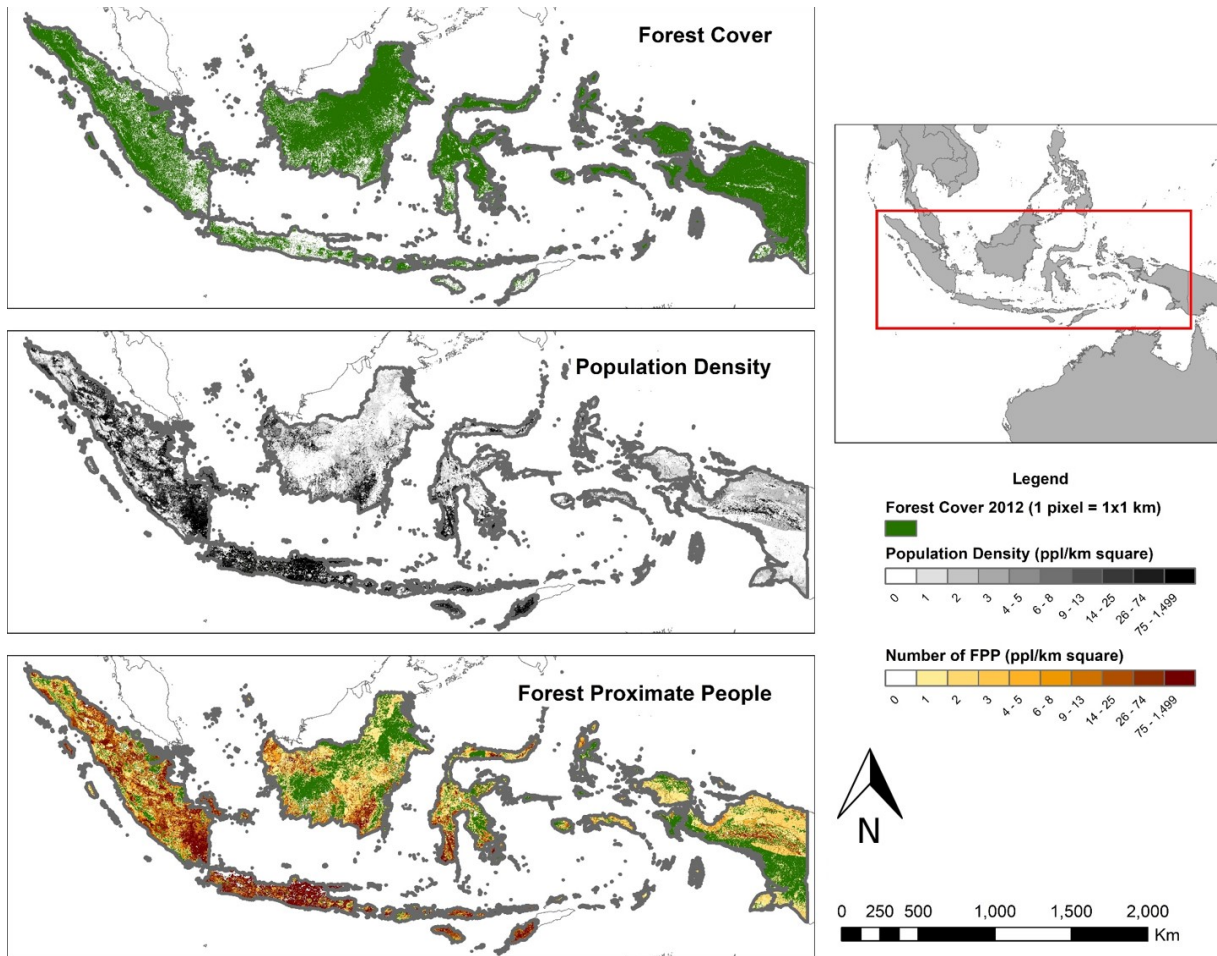 Forest Cover
Population Density
Forest Proximate People
Legend
Forest Cover 2012 (1 pixel = 1x1 km)
Population Density (ppl/km square)
0 1 2 3 4 - 5 6 - 8 9 - 13 14 - 25 26 - 74 75 - 1,499
Number of FPP (ppl/km square)
0 1 2 3 4 - 5 6 - 8 9 - 13 14 - 25 26 - 74 75 - 1,499
N
0 250 500 1,000 1,500 2,000
Km